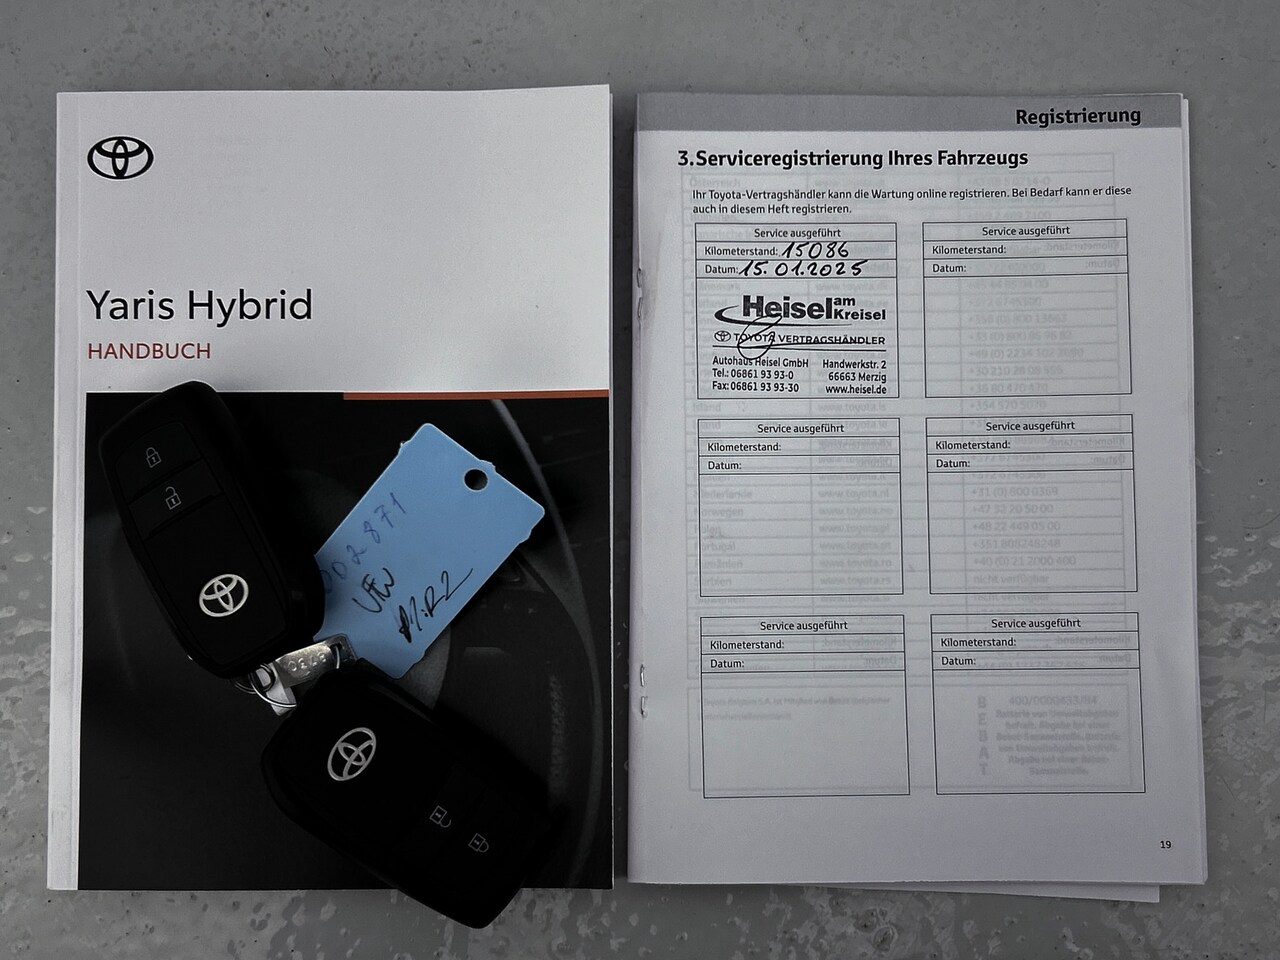 Yaris Hybrid
HANDBUCH
002871
Registrierung
3.Serviceregistrierung Ihres Fahrzeugs
Ihr Toyota-Vertragshändler kann die Wartung online registrieren. Bei Bedarf kann er diese
auch in diesem Heft registrieren.
Service ausgeführt
Kilometerstand: 15086
Datum: 15.01.2025
Heisel am Kreisel
TOYOTA VERTRAGSHÄNDLER
Autohaus Heisel GmbH Handwerkstr. 2
Tel.: 06861 93 93-0 66663 Merzig
Fax: 06861 93 93-30 www.heisel.de
Service ausgeführt
Kilometerstand:
Datum:
Service ausgeführt
Kilometerstand:
Datum:
Service ausgeführt
Kilometerstand:
Datum:
Service ausgeführt
Kilometerstand:
Datum:
Service ausgeführt
Kilometerstand:
Datum:
19